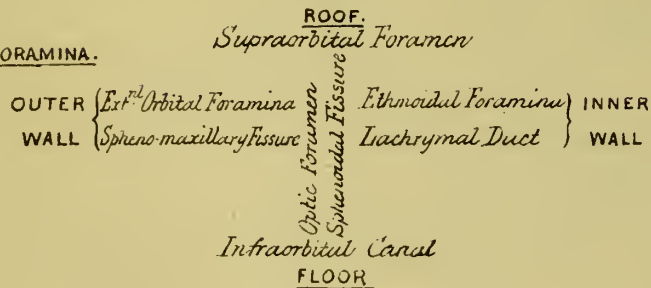 ROOF.
Supraorbital Foramen
ORAMINA.
OUTER WALL
Ext.rnl Orbital Foramina
Spheno-maxillary Fissure
Optic Foramen
Sphenoidal Fissure
Ethmoidal Foramina
Lachrymal Duct
INNER WALL
Infraorbital Canal
FLOOR